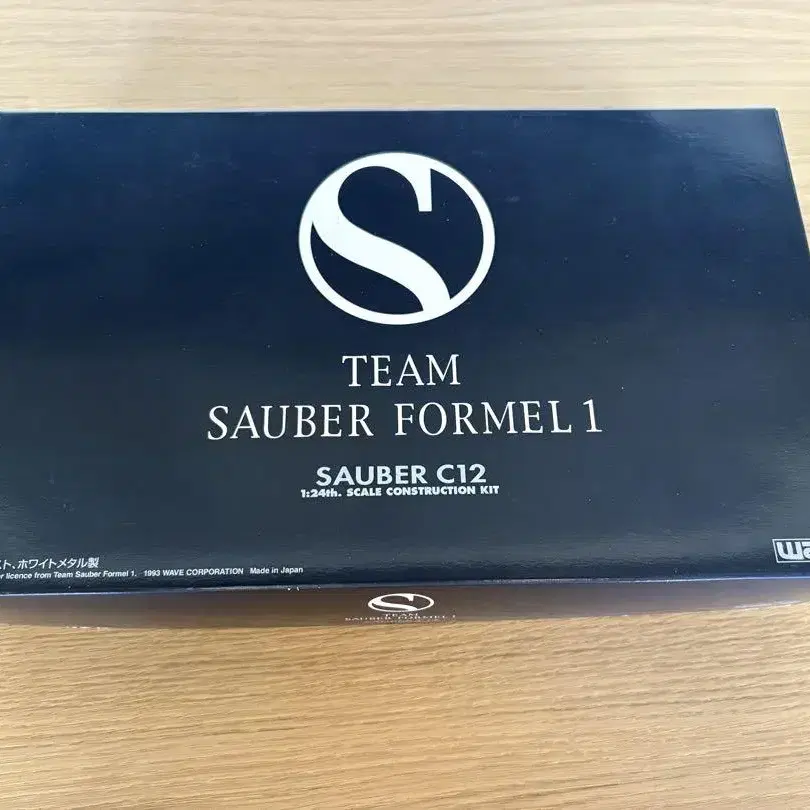 S
TEAM
SAUBER FORMEL 1
SAUBER C12
1:24th. SCALE CONSTRUCTION KIT
ト、ホワイトメタル製
licence from Team Sauber Formel 1. 1993 WAVE CORPORATION Made in Japan
S
TEAM
SAUBER FORMEL 1